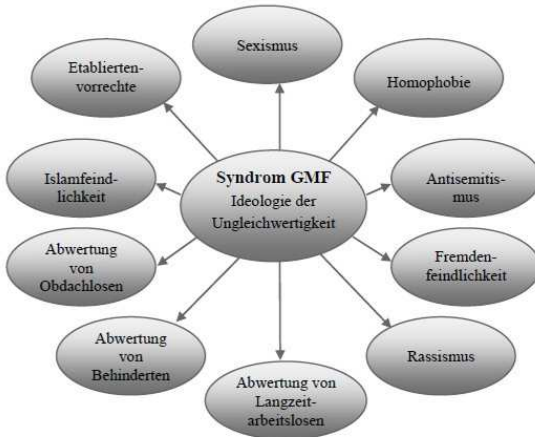 Sexismus
Etablierten-
vorrechte
Homophobie
Syndrom GMF
Ideologie der
Ungleichwertigkeit
Islamfeind-
lichkeit
Antisemitis-
mus
Abwertung
von
Obdachlosen
Fremden-
feindlichkeit
Abwertung
von
Behinderten
Rassismus
Abwertung von
Langzeit-
arbeitslosen